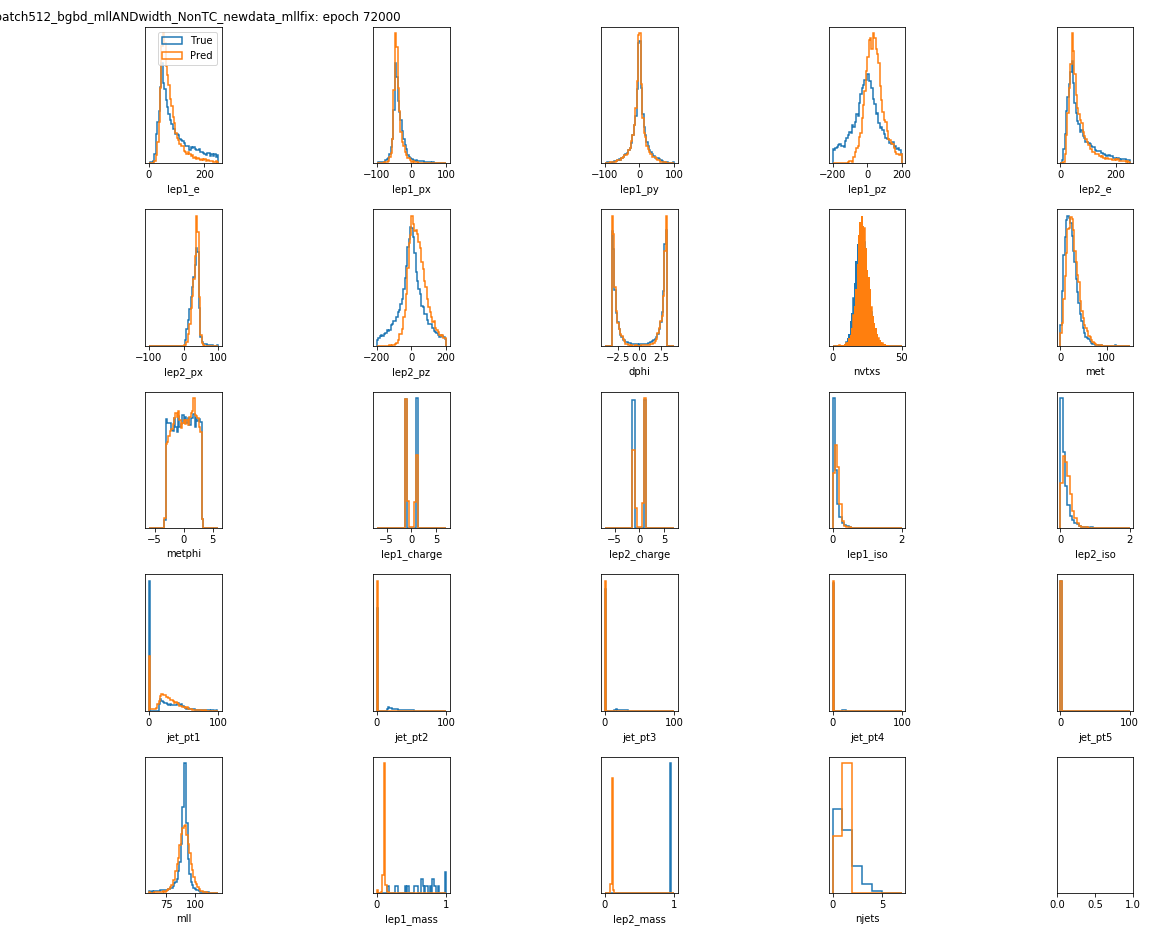 batch512_bgbd_mllANDwidth_NonTC_newdata_mllfix: epoch 72000
True
Pred
0 200
−100 0 100
−100 0 100
−200 0 200
0 200
lep1_e
lep1_px
lep1_py
lep1_pz
lep2_e
−100 0 100
−200 0 200
−2.5 0.0 2.5
0 50
0 100
lep2_px
lep2_pz
dphi
nvtxs
met
−5 0 5
−5 0 5
−5 0 5
0 2
0 2
metphi
lep1_charge
lep2_charge
lep1_iso
lep2_iso
0 100
0 100
0 100
0 100
0 100
jet_pt1
jet_pt2
jet_pt3
jet_pt4
jet_pt5
75 100
0 1
0 1
0 5
0.0 0.5 1.0
mll
lep1_mass
lep2_mass
njets